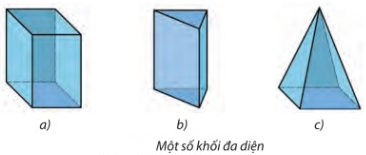 a) b) c)
Một số khối đa diện